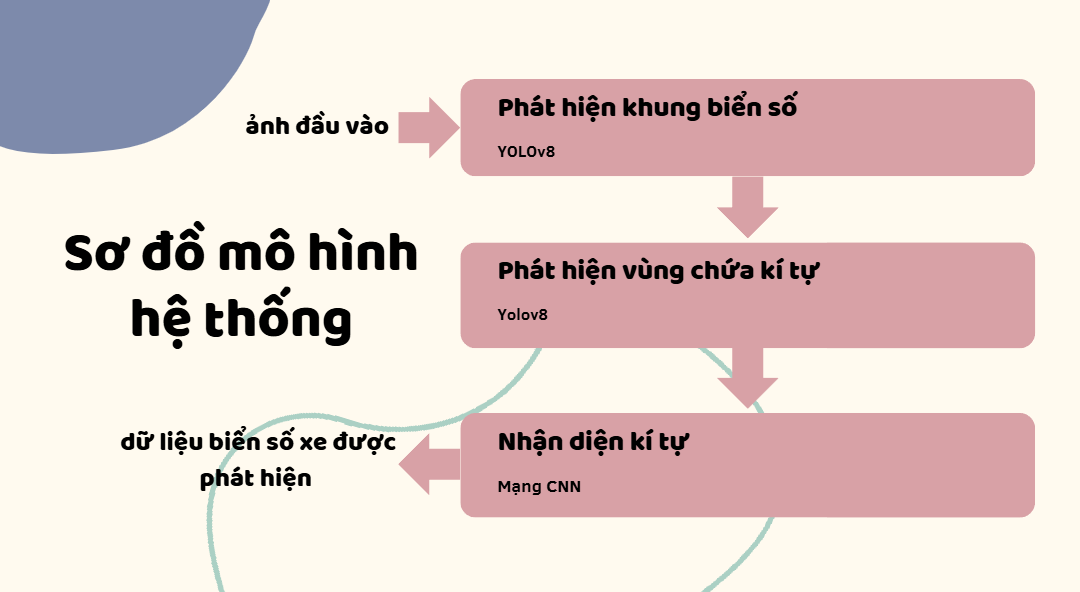 ảnh đầu vào
Phát hiện khung biển số
YOLOv8
Sơ đồ mô hình
hệ thống
Phát hiện vùng chứa kí tự
Yolov8
Nhận diện kí tự
Mạng CNN
dữ liệu biển số xe được
phát hiện